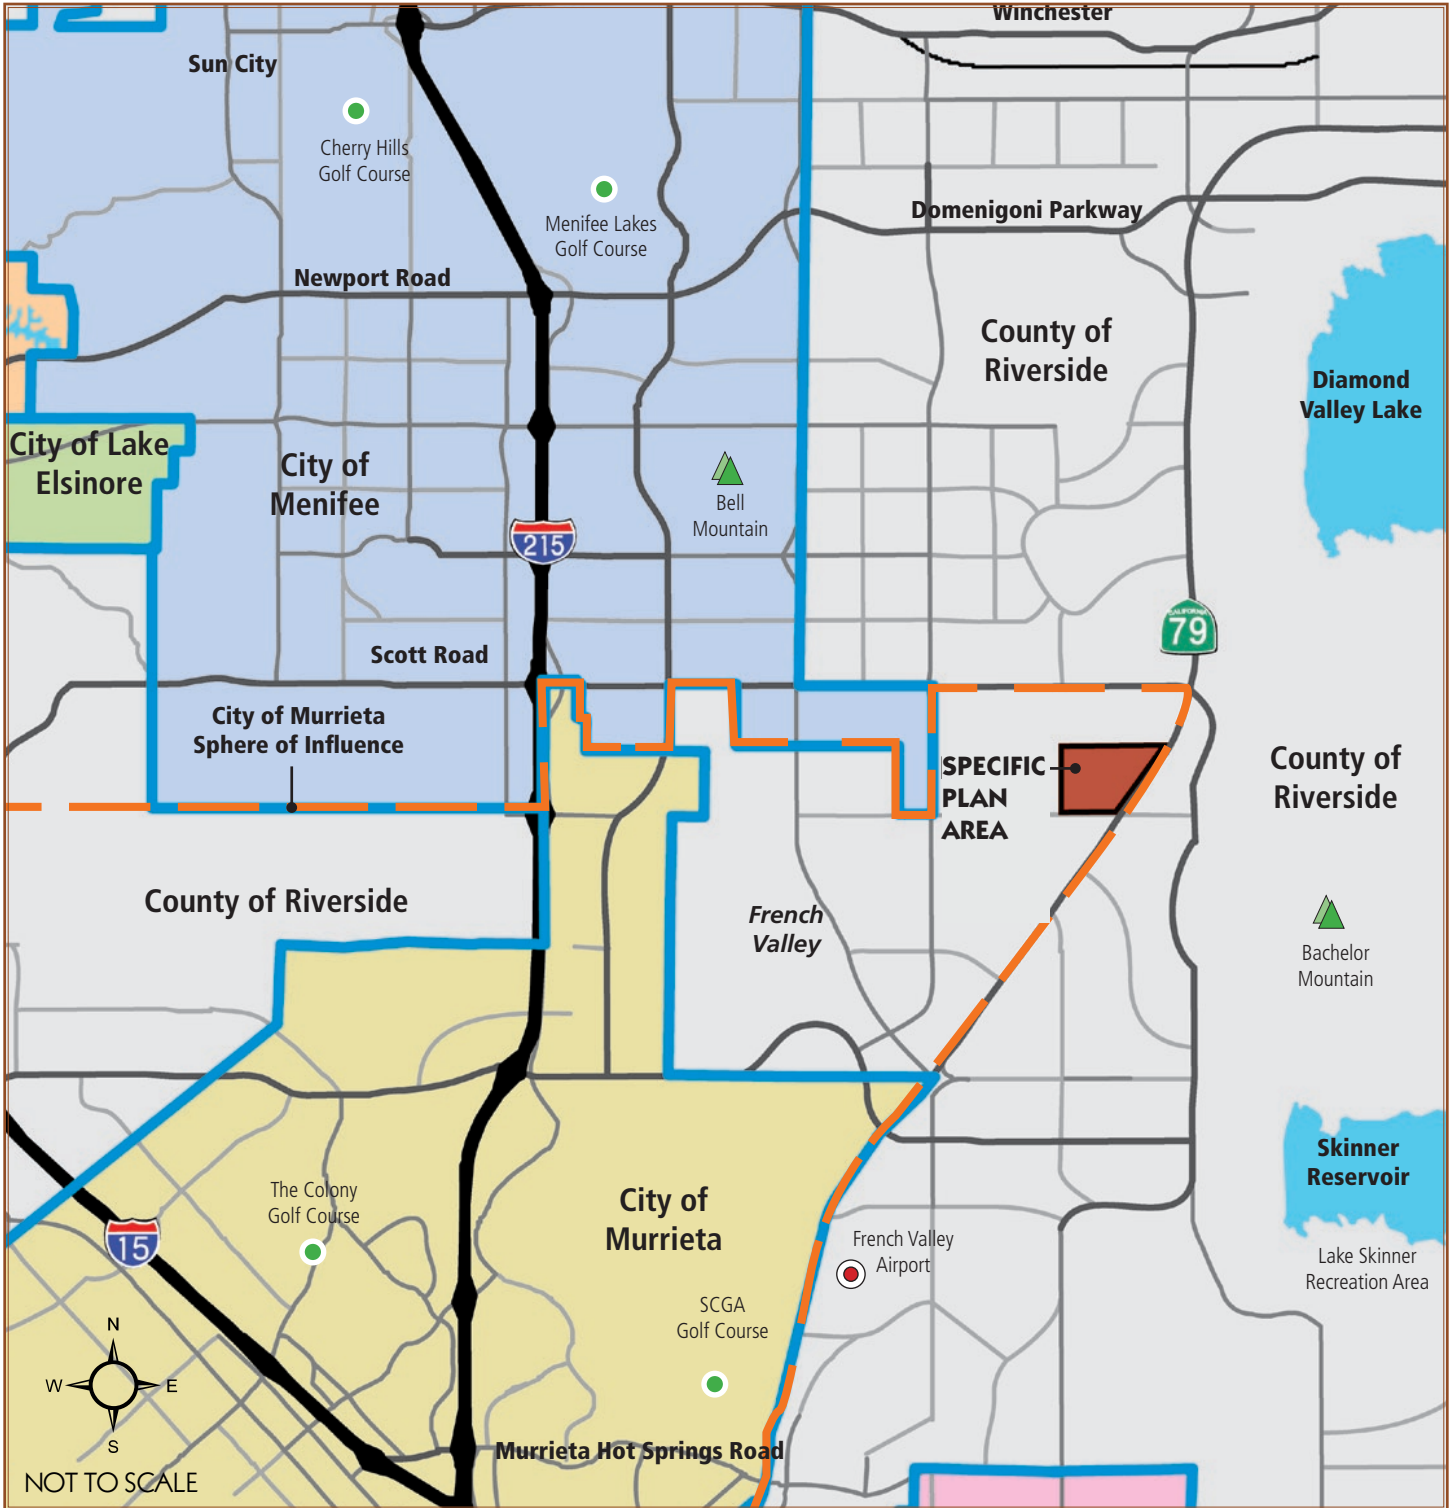 Winchester
Sun City
Cherry Hills
Golf Course
Menifee Lakes
Golf Course
Domenigoni Parkway
Newport Road
County of
Riverside
Diamond
Valley Lake
City of Lake
Elsinore
City of
Menifee
Bell
Mountain
215
CALIFORNIA
79
Scott Road
City of Murrieta
Sphere of Influence
SPECIFIC
PLAN
AREA
County of
Riverside
County of Riverside
French
Valley
Bachelor
Mountain
Skinner
Reservoir
The Colony
Golf Course
City of
Murrieta
15
French Valley
Airport
Lake Skinner
Recreation Area
SCGA
Golf Course
N
W E
S
Murrieta Hot Springs Road
NOT TO SCALE